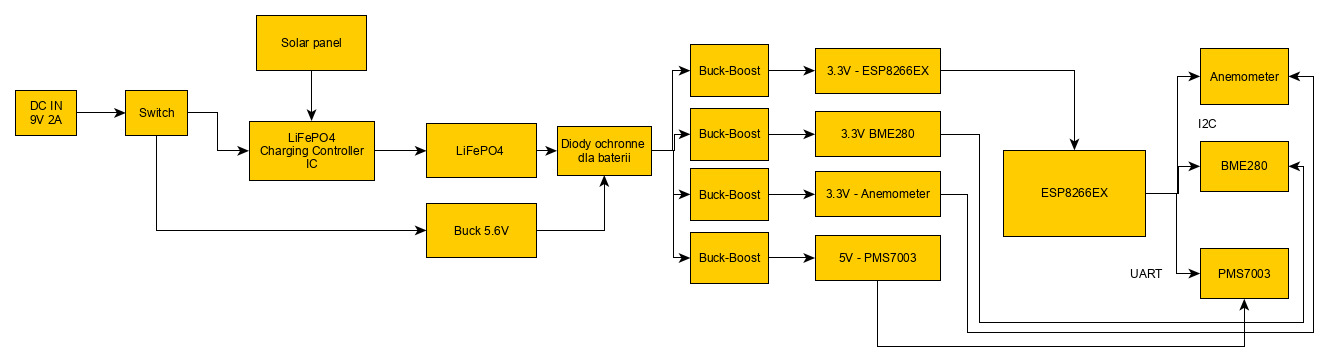 Solar panel
DC IN
9V 2A
Switch
LiFePO4
Charging Controller
IC
LiFePO4
Buck 5.6V
Diody ochronne
dla baterii
Buck-Boost
3.3V - ESP8266EX
Buck-Boost
3.3V BME280
Buck-Boost
3.3V - Anemometer
Buck-Boost
5V - PMS7003
ESP8266EX
Anemometer
I2C
BME280
UART
PMS7003